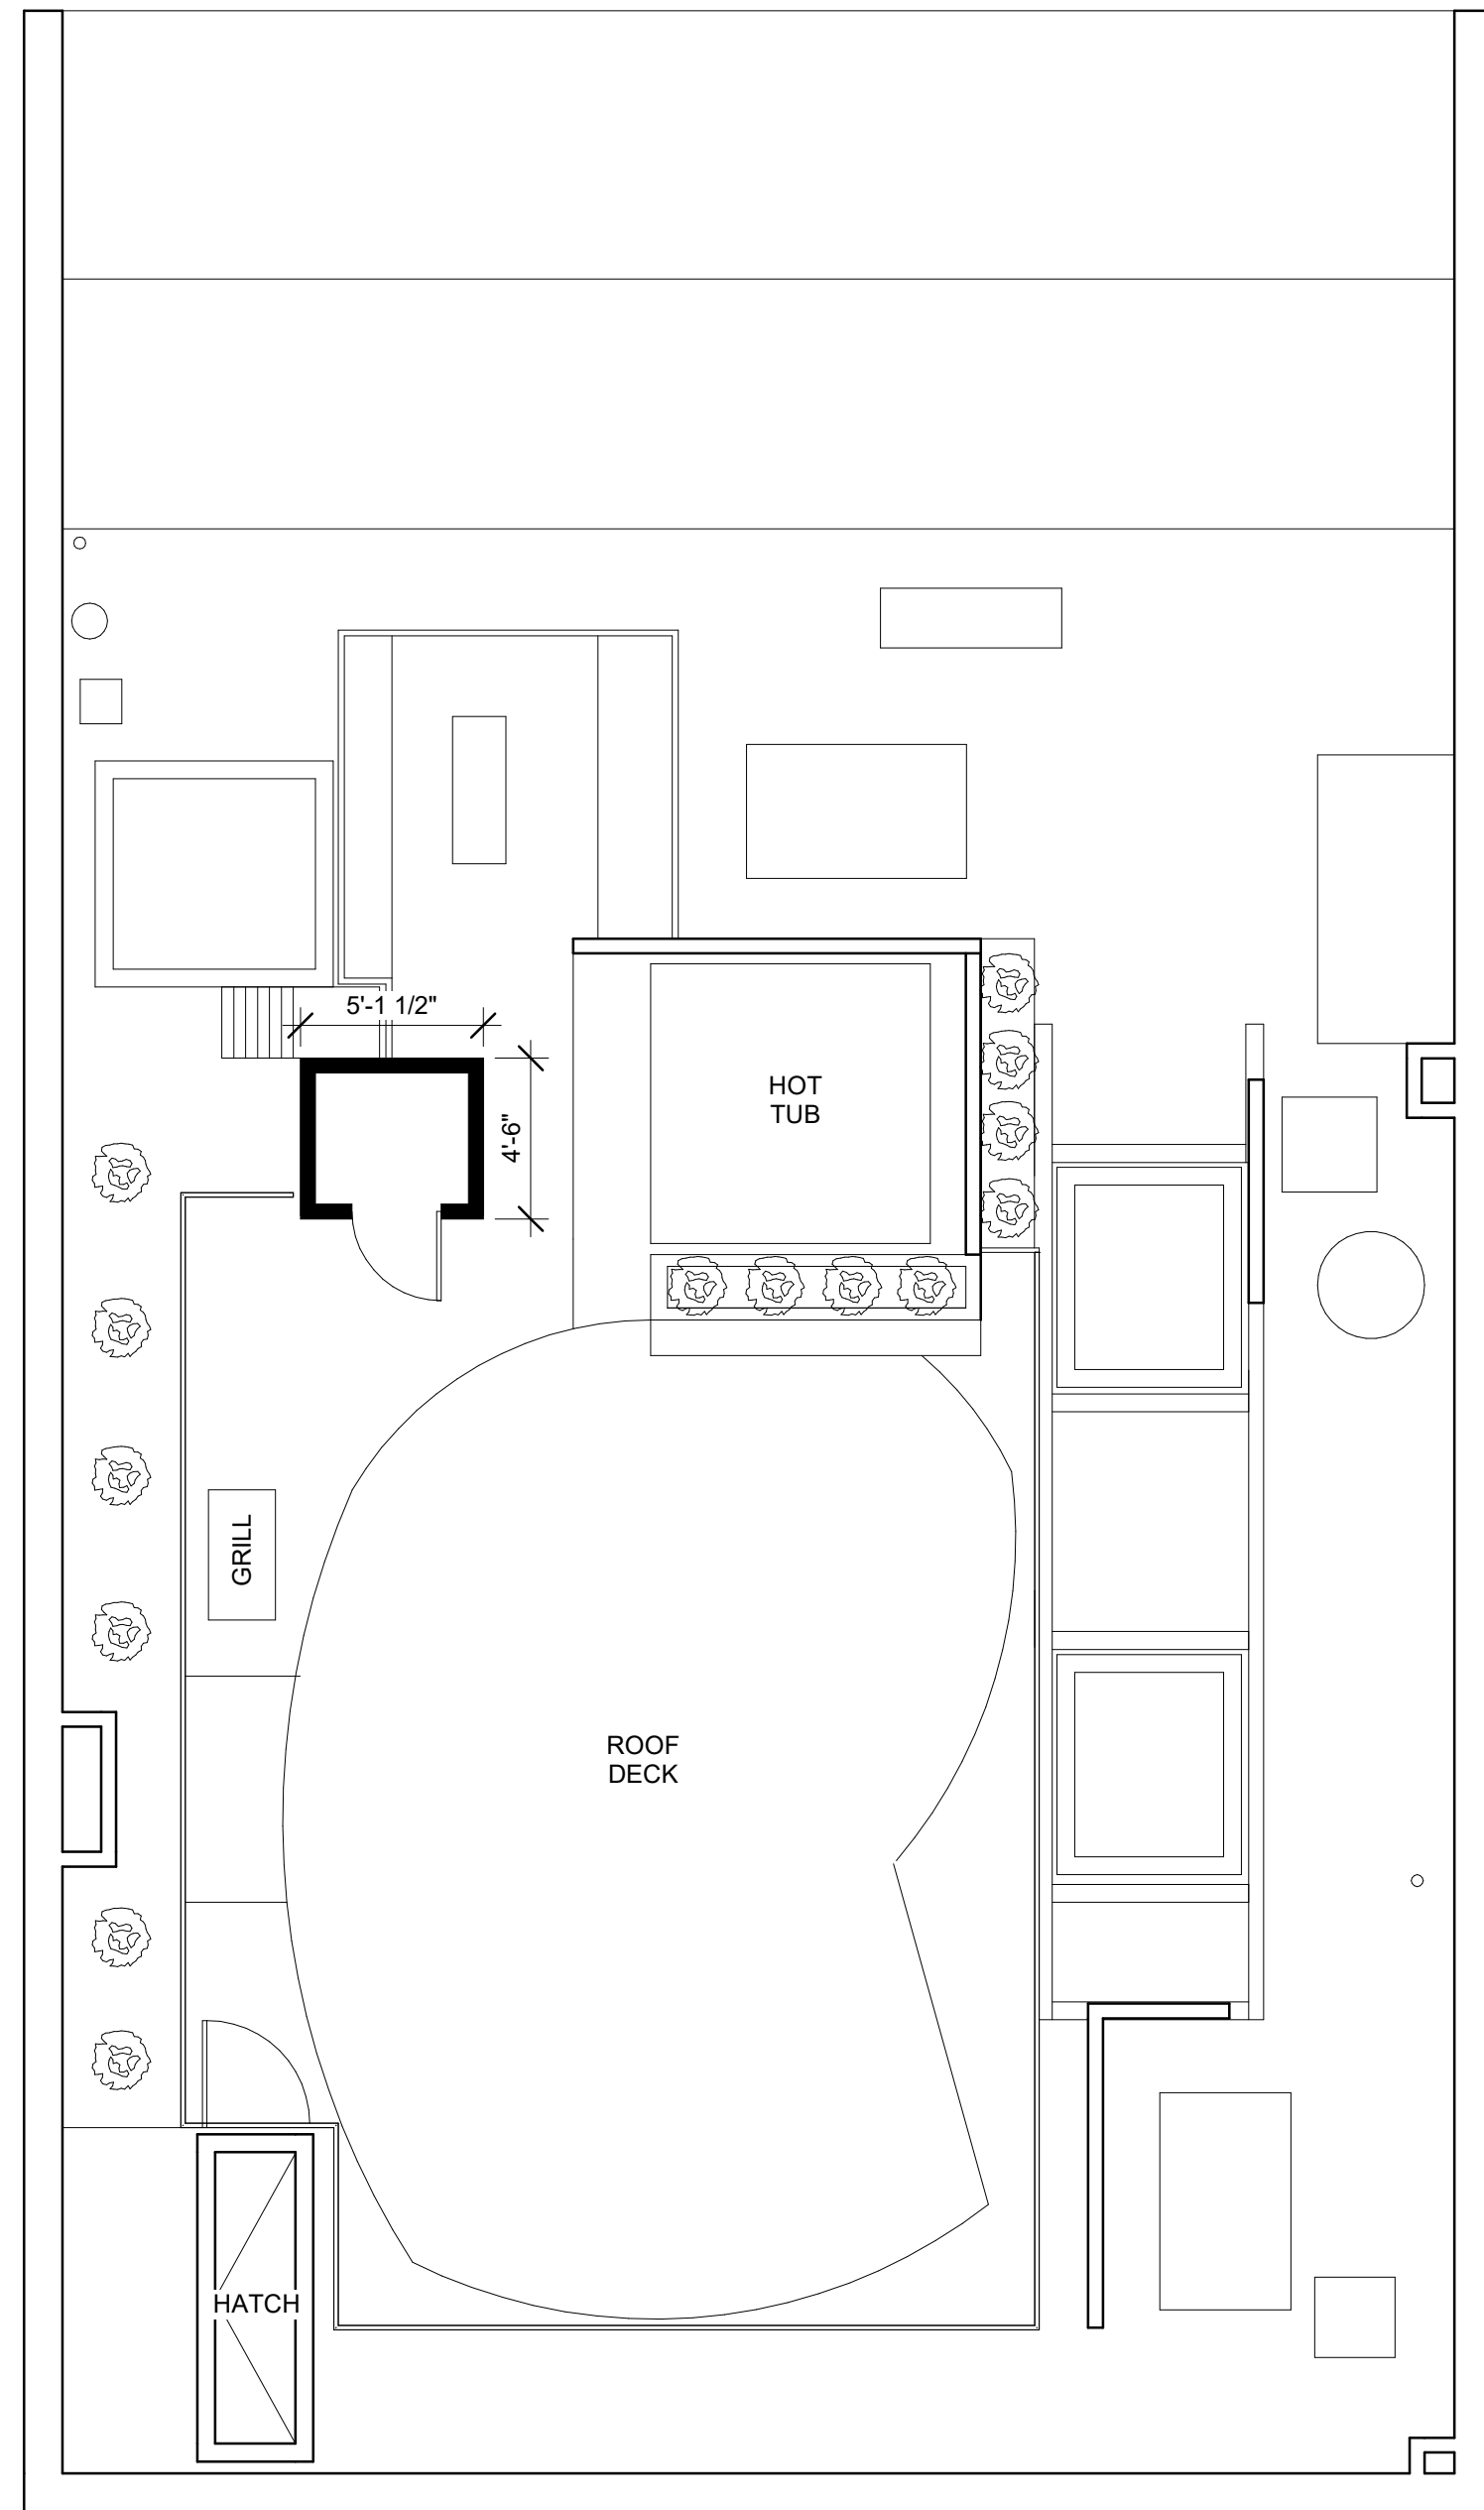 5'-1 1/2"
4'-6"
HOT
TUB
GRILL
ROOF
DECK
HATCH